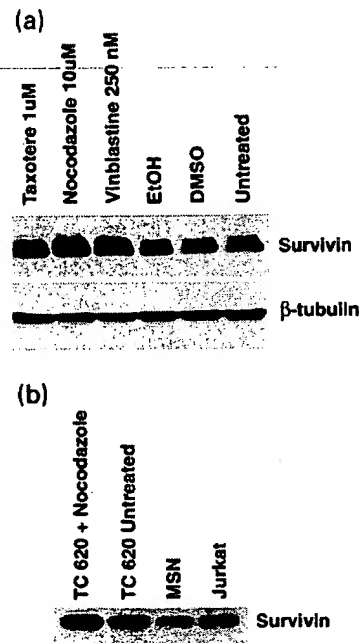 (a)
Taxotere 1uM
Nocodazole 10uM
Vinblastine 250 nM
EtOH
DMSO
Untreated
Survivin
β-tubulin
(b)
TC 620 + Nocodazole
TC 620 Untreated
MSN
Jurkat
Survivin